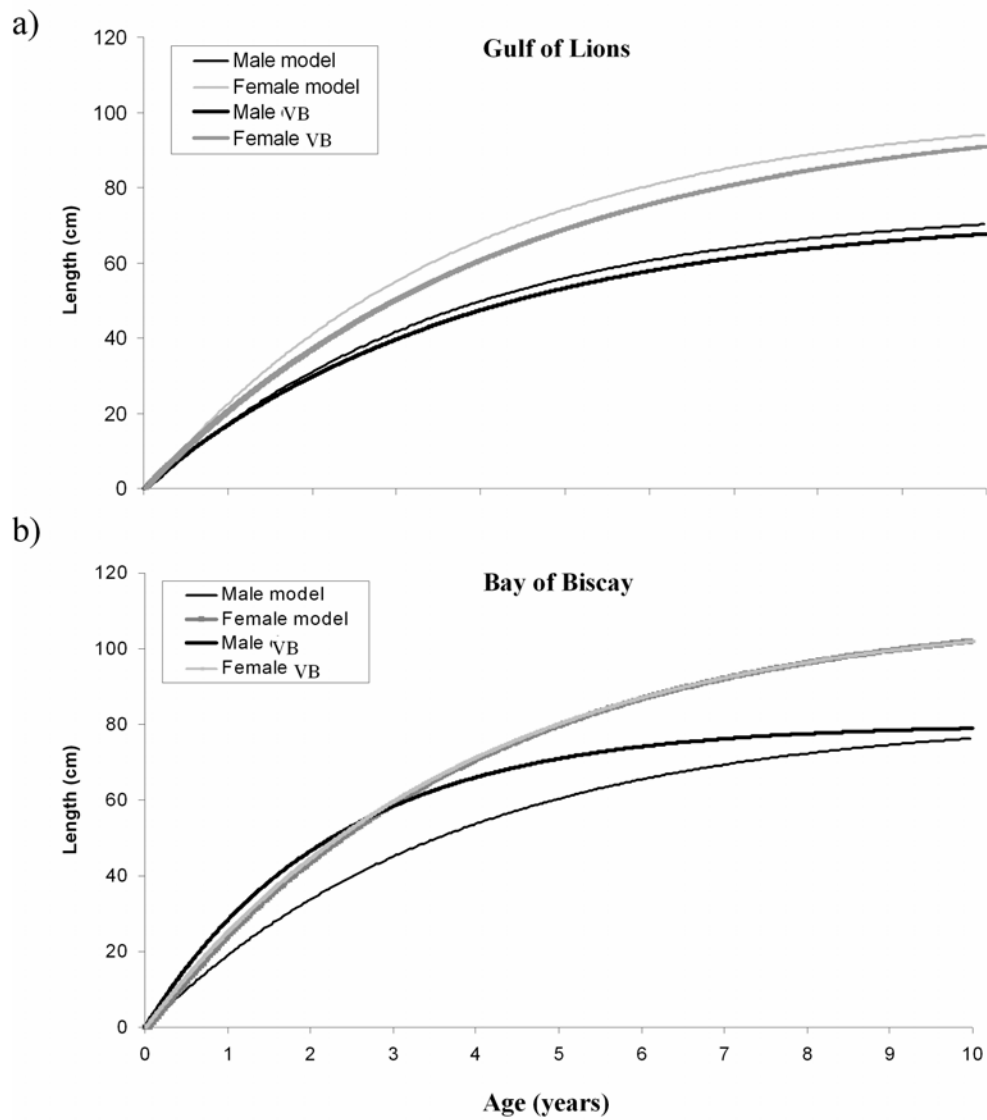 a)
Gulf of Lions
120
100
80
60
40
20
0
Length (cm)
Male model
Female model
Male VB
Female VB
b)
Bay of Biscay
120
100
80
60
40
20
0
Length (cm)
Male model
Female model
Male VB
Female VB
0 1 2 3 4 5 6 7 8 9 10
Age (years)